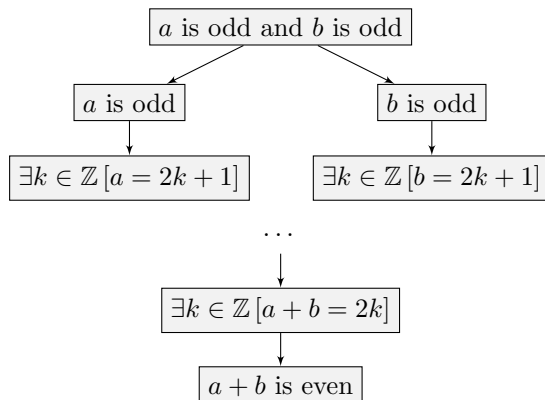 a is odd and b is odd
a is odd
b is odd
∃k ∈ ℤ [a = 2k + 1]
∃k ∈ ℤ [b = 2k + 1]
...
∃k ∈ ℤ [a + b = 2k]
a + b is even